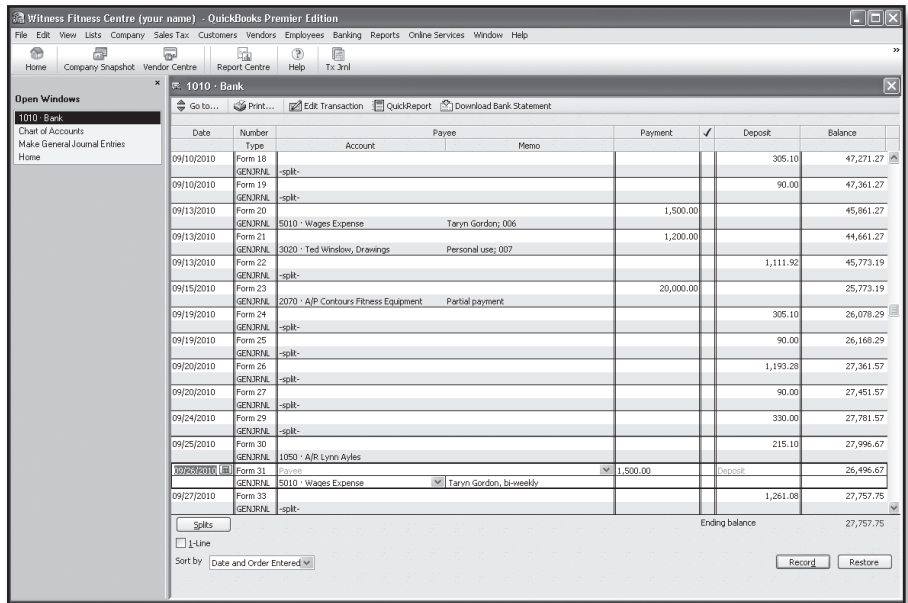 Witness Fitness Centre (your name) - QuickBooks Premier Edition
File Edit View Lists Company Sales Tax Customers Vendors Employees Banking Reports Online Services Window Help
Home Company Snapshot Vendor Centre Report Centre Help Tx Jrnl »
Open Windows
1010 · Bank
Chart of Accounts
Make General Journal Entries
Home
1010 · Bank
Go to... Print... Edit Transaction QuickReport Download Bank Statement
Date Number Payee Payment ✓ Deposit Balance
Type Account Memo
09/10/2010 Form 18 305.10 47,271.27
GENJRNL -split-
09/10/2010 Form 19 90.00 47,361.27
GENJRNL -split-
09/13/2010 Form 20 1,500.00 45,861.27
GENJRNL 5010 · Wages Expense Taryn Gordon; 006
09/13/2010 Form 21 1,200.00 44,661.27
GENJRNL 3020 · Ted Winslow, Drawings Personal use; 007
09/13/2010 Form 22 1,111.92 45,773.19
GENJRNL -split-
09/15/2010 Form 23 20,000.00 25,773.19
GENJRNL 2070 · A/P Contours Fitness Equipment Partial payment
09/19/2010 Form 24 305.10 26,078.29
GENJRNL -split-
09/19/2010 Form 25 90.00 26,168.29
GENJRNL -split-
09/20/2010 Form 26 1,193.28 27,361.57
GENJRNL -split-
09/20/2010 Form 27 90.00 27,451.57
GENJRNL -split-
09/24/2010 Form 29 330.00 27,781.57
GENJRNL -split-
09/25/2010 Form 30 215.10 27,996.67
GENJRNL 1050 · A/R Lynn Ayles
09/26/2010 Form 31 Payee 1,500.00 Deposit 26,496.67
GENJRNL 5010 · Wages Expense Taryn Gordon, bi-weekly
09/27/2010 Form 33 1,261.08 27,757.75
GENJRNL -split-
Splits Ending balance 27,757.75
1-Line
Sort by Date and Order Entered Record Restore